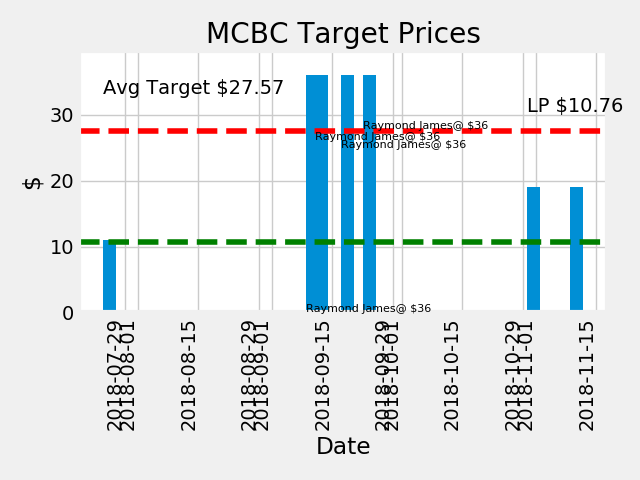 MCBC Target Prices
Avg Target $27.57
LP $10.76
Raymond James@ $36
Raymond James@ $36
Raymond James@ $36
Raymond James@ $36
$
30
20
10
0
2018-07-29
2018-08-01
2018-08-15
2018-08-29
2018-09-01
2018-09-15
2018-09-29
2018-10-01
2018-10-15
2018-10-29
2018-11-01
2018-11-15
Date